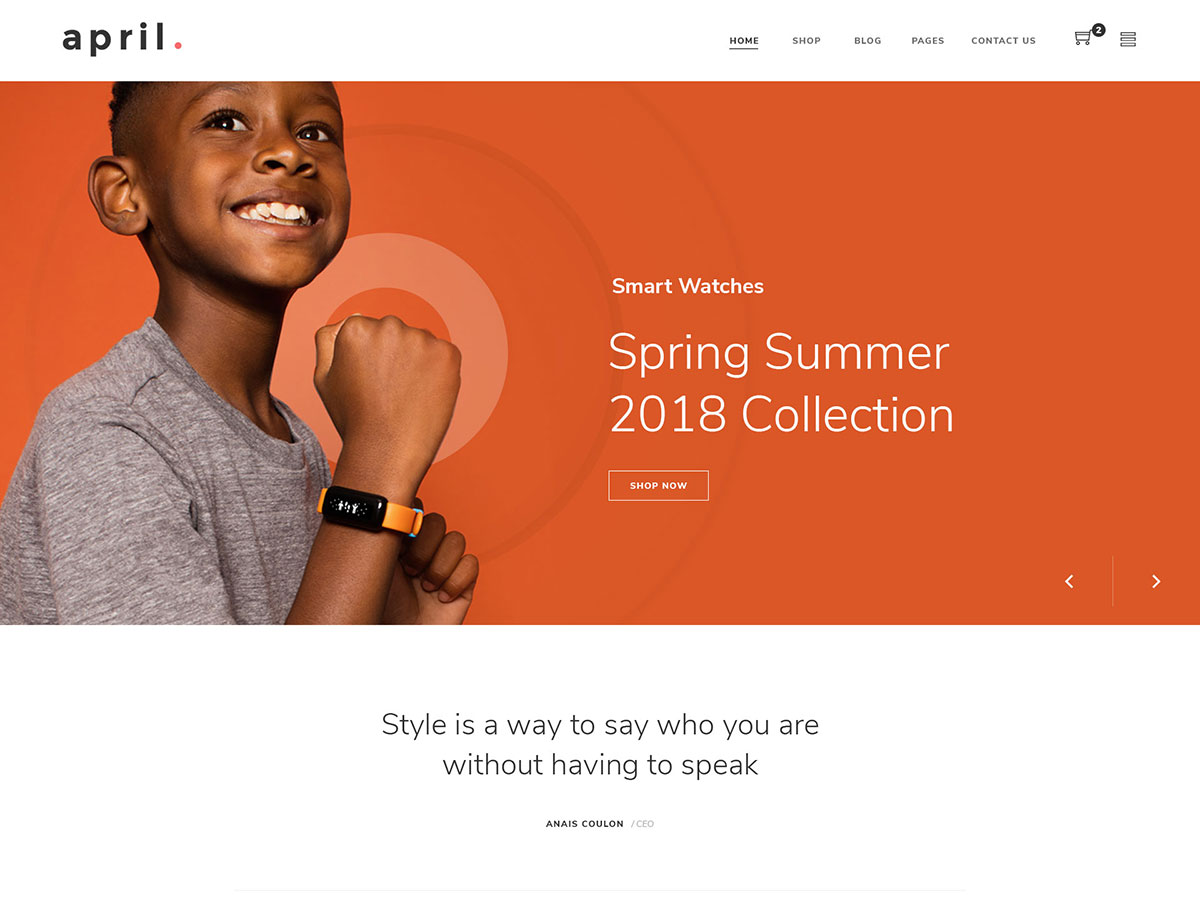 april.
HOME SHOP BLOG PAGES CONTACT US 2
Smart Watches
Spring Summer
2018 Collection
SHOP NOW
Style is a way to say who you are
without having to speak
ANAIS COULON / CEO